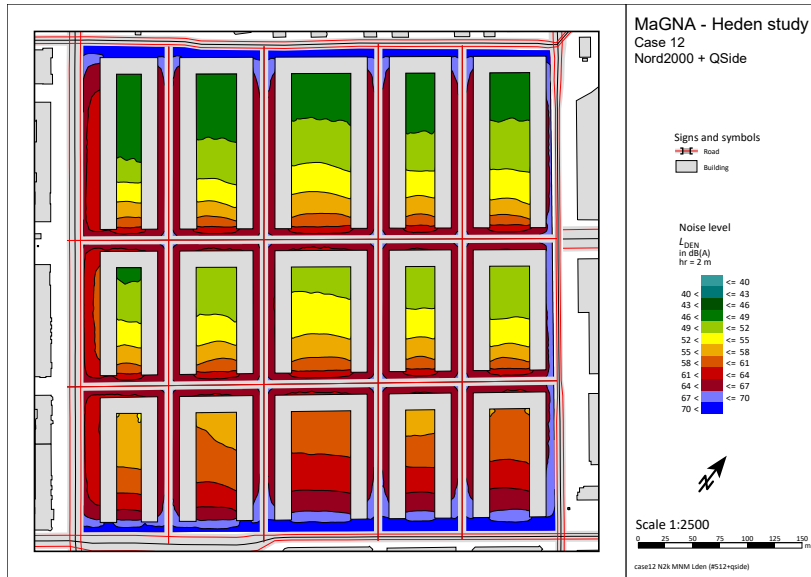 MaGNA - Heden study
Case 12
Nord2000 + QSide
Signs and symbols
Road
Building
Noise level
LDEN
in dB(A)
hr = 2 m
<= 40
40 < <= 43
43 < <= 46
46 < <= 49
49 < <= 52
52 < <= 55
55 < <= 58
58 < <= 61
61 < <= 64
64 < <= 67
67 < <= 70
70 <
N
Scale 1:2500
0 25 50 75 100 125 150
m
case12 N2k MNM Lden (#512+qside)